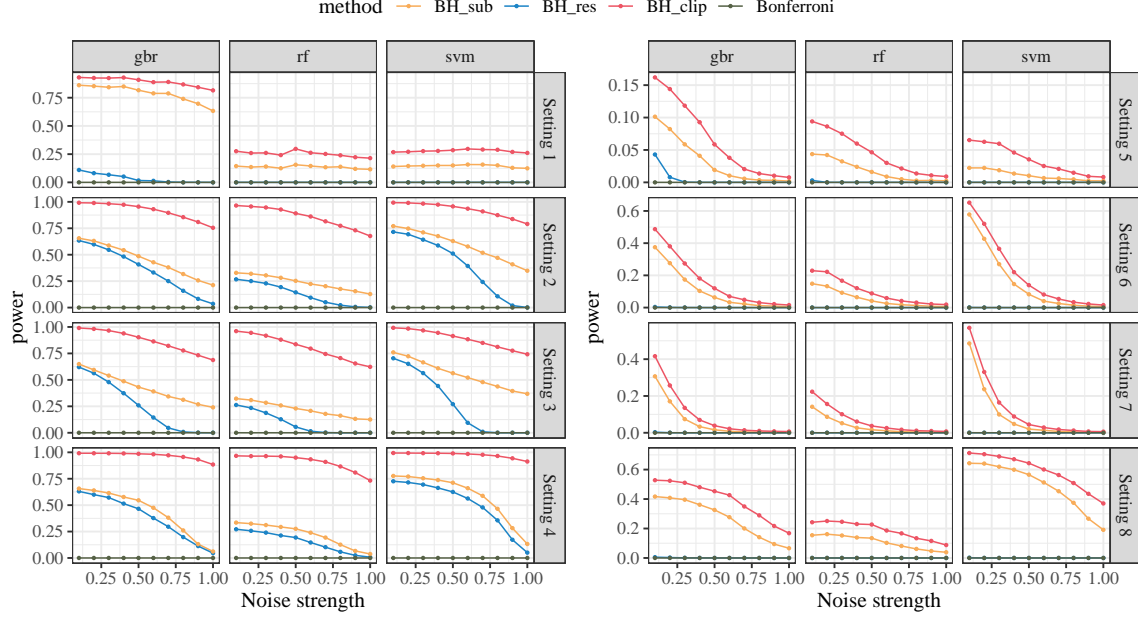 method BH_sub BH_res BH_clip Bonferroni
gbr rf svm
0.75
0.50
0.25
0.00
Setting 1
1.00
0.75
0.50
0.25
0.00
Setting 2
1.00
0.75
0.50
0.25
0.00
Setting 3
1.00
0.75
0.50
0.25
0.00
Setting 4
power
0.25 0.50 0.75 1.00 0.25 0.50 0.75 1.00 0.25 0.50 0.75 1.00
Noise strength
gbr rf svm
0.15
0.10
0.05
0.00
Setting 5
0.6
0.4
0.2
0.0
Setting 6
0.4
0.2
0.0
Setting 7
0.6
0.4
0.2
0.0
Setting 8
power
0.25 0.50 0.75 1.00 0.25 0.50 0.75 1.00 0.25 0.50 0.75 1.00
Noise strength